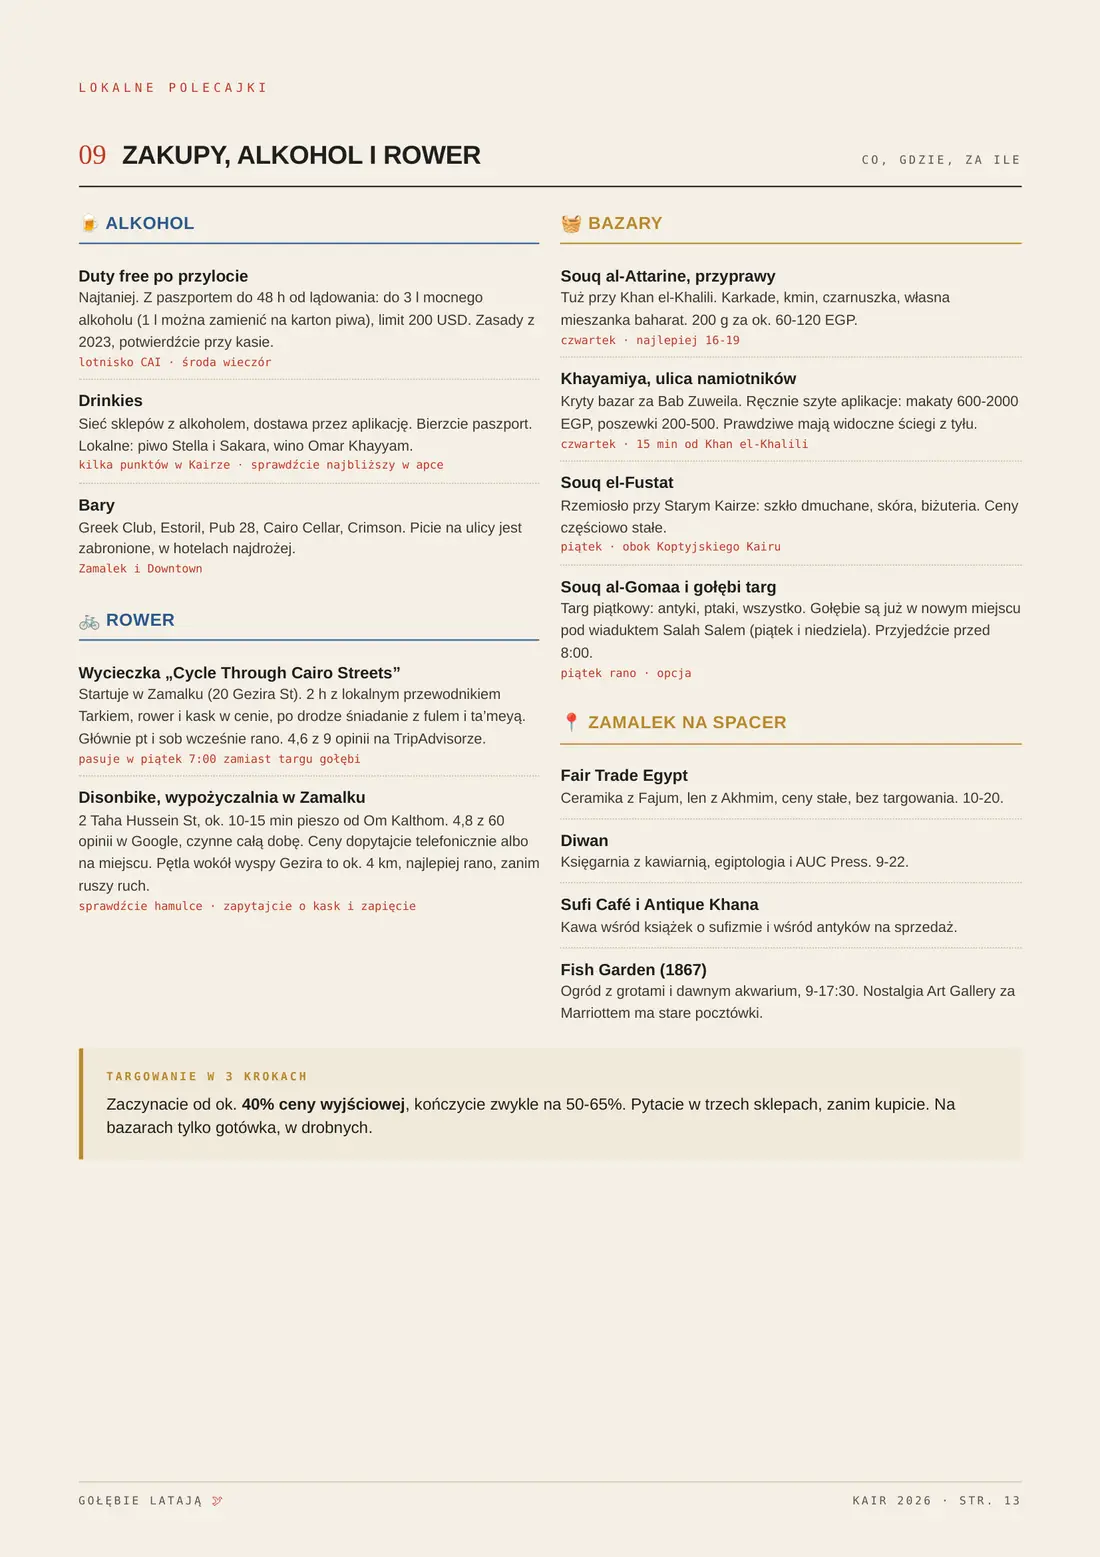 LOKALNE POLECAJKI
09 ZAKUPY, ALKOHOL I ROWER
CO, GDZIE, ZA ILE
🍺 ALKOHOL
Duty free po przylocie
Najtaniej. Z paszportem do 48 h od lądowania: do 3 l mocnego
alkoholu (1 l można zamienić na karton piwa), limit 200 USD. Zasady z
2023, potwierdźcie przy kasie.
lotnisko CAI · środa wieczór
Drinkies
Sieć sklepów z alkoholem, dostawa przez aplikację. Bierzcie paszport.
Lokalne: piwo Stella i Sakara, wino Omar Khayyam.
kilka punktów w Kairze · sprawdźcie najbliższy w apce
Bary
Greek Club, Estoril, Pub 28, Cairo Cellar, Crimson. Picie na ulicy jest
zabronione, w hotelach najdrożej.
Zamalek i Downtown
🚲 ROWER
Wycieczka „Cycle Through Cairo Streets”
Startuje w Zamalku (20 Gezira St). 2 h z lokalnym przewodnikiem
Tarkiem, rower i kask w cenie, po drodze śniadanie z fulem i ta’meyą.
Głównie pt i sob wcześnie rano. 4,6 z 9 opinii na TripAdvisorze.
pasuje w piątek 7:00 zamiast targu gołębi
Disonbike, wypożyczalnia w Zamalku
2 Taha Hussein St, ok. 10-15 min pieszo od Om Kalthom. 4,8 z 60
opinii w Google, czynne całą dobę. Ceny dopytajcie telefonicznie albo
na miejscu. Pętla wokół wyspy Gezira to ok. 4 km, najlepiej rano, zanim
ruszy ruch.
sprawdźcie hamulce · zapytajcie o kask i zapięcie
🧺 BAZARY
Souq al-Attarine, przyprawy
Tuż przy Khan el-Khalili. Karkade, kmin, czarnuszka, własna
mieszanka baharat. 200 g za ok. 60-120 EGP.
czwartek · najlepiej 16-19
Khayamiya, ulica namiotników
Kryty bazar za Bab Zuweila. Ręcznie szyte aplikacje: makaty 600-2000
EGP, poszewki 200-500. Prawdziwe mają widoczne ściegi z tyłu.
czwartek · 15 min od Khan el-Khalili
Souq el-Fustat
Rzemiosło przy Starym Kairze: szkło dmuchane, skóra, biżuteria. Ceny
częściowo stałe.
piątek · obok Koptyjskiego Kairu
Souq al-Gomaa i gołębi targ
Targ piątkowy: antyki, ptaki, wszystko. Gołębie są już w nowym miejscu
pod wiaduktem Salah Salem (piątek i niedziela). Przyjedźcie przed
8:00.
piątek rano · opcja
📍 ZAMALEK NA SPACER
Fair Trade Egypt
Ceramika z Fajum, len z Akhmim, ceny stałe, bez targowania. 10-20.
Diwan
Księgarnia z kawiarnią, egiptologia i AUC Press. 9-22.
Sufi Café i Antique Khana
Kawa wśród książek o sufizmie i wśród antyków na sprzedaż.
Fish Garden (1867)
Ogród z grotami i dawnym akwarium, 9-17:30. Nostalgia Art Gallery za
Marriottem ma stare pocztówki.
TARGOWANIE W 3 KROKACH
Zaczynacie od ok. 40% ceny wyjściowej, kończycie zwykle na 50-65%. Pytacie w trzech sklepach, zanim kupicie. Na
bazarach tylko gotówka, w drobnych.
GOŁĘBIE LATAJĄ 🕊
KAIR 2026 · STR. 13